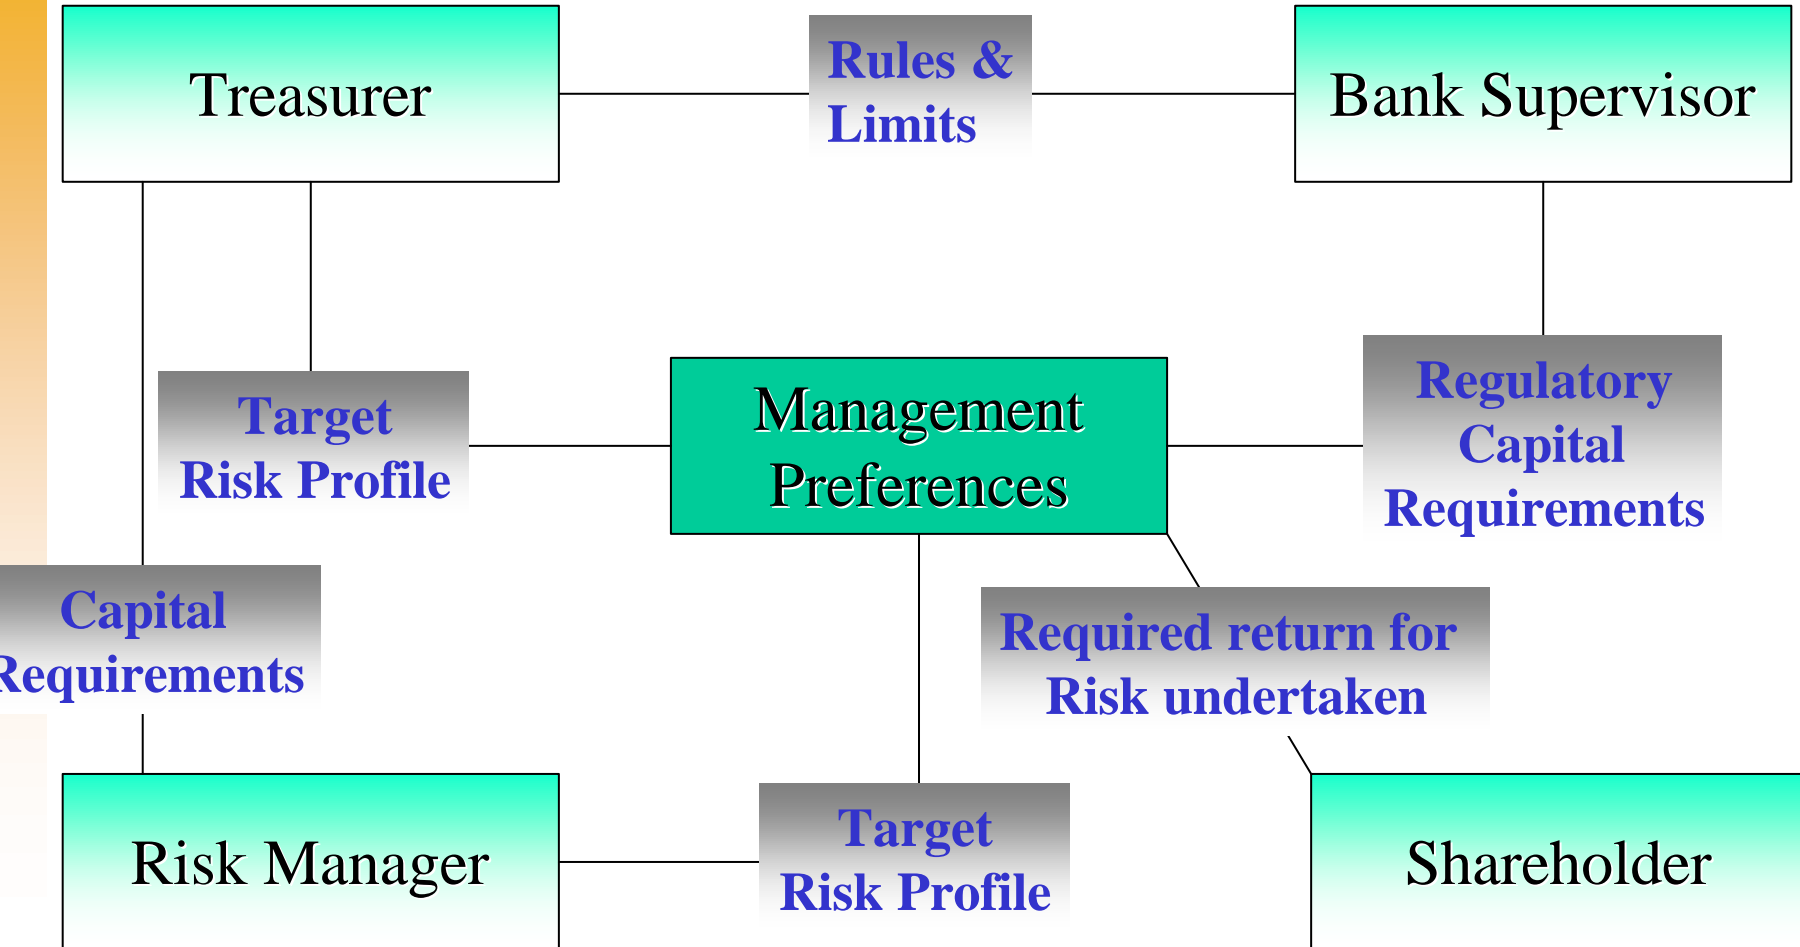 Treasurer
Rules &
Limits
Bank Supervisor
Target
Risk Profile
Management
Preferences
Regulatory
Capital
Requirements
Capital
Requirements
Required return for
Risk undertaken
Risk Manager
Target
Risk Profile
Shareholder